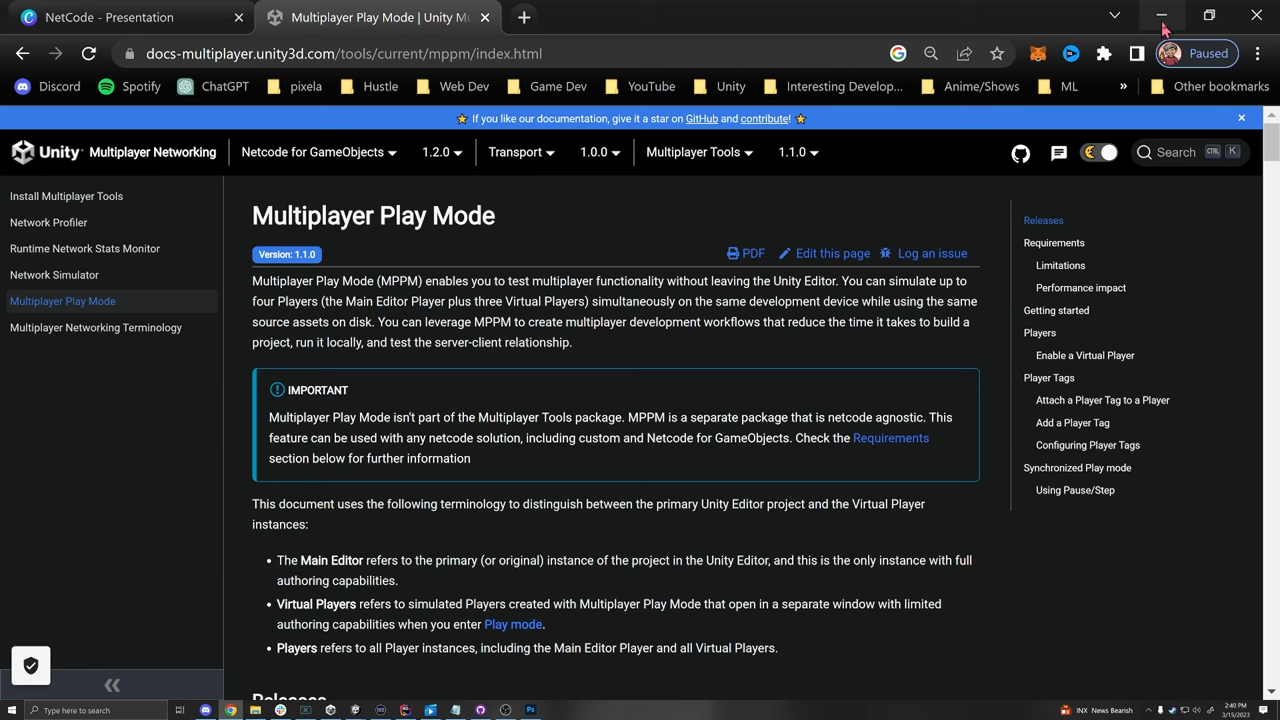 NetCode - Presentation
Multiplayer Play Mode | Unity Mu
docs-multiplayer.unity3d.com/tools/current/mppm/index.html
Paused
Discord
Spotify
ChatGPT
pixela
Hustle
Web Dev
Game Dev
YouTube
Unity
Interesting Develop...
Anime/Shows
ML
»
Other bookmarks
If you like our documentation, give it a star on GitHub and contribute!
Unity Multiplayer Networking
Netcode for GameObjects
1.2.0
Transport
1.0.0
Multiplayer Tools
1.1.0
Search CTRL K
Install Multiplayer Tools
Network Profiler
Runtime Network Stats Monitor
Network Simulator
Multiplayer Play Mode
Multiplayer Networking Terminology
Multiplayer Play Mode
Version: 1.1.0
PDF
Edit this page
Log an issue
Multiplayer Play Mode (MPPM) enables you to test multiplayer functionality without leaving the Unity Editor. You can simulate up to
four Players (the Main Editor Player plus three Virtual Players) simultaneously on the same development device while using the same
source assets on disk. You can leverage MPPM to create multiplayer development workflows that reduce the time it takes to build a
project, run it locally, and test the server-client relationship.
IMPORTANT
Multiplayer Play Mode isn't part of the Multiplayer Tools package. MPPM is a separate package that is netcode agnostic. This
feature can be used with any netcode solution, including custom and Netcode for GameObjects. Check the Requirements
section below for further information
This document uses the following terminology to distinguish between the primary Unity Editor project and the Virtual Player
instances:
• The Main Editor refers to the primary (or original) instance of the project in the Unity Editor, and this is the only instance with full
authoring capabilities.
• Virtual Players refers to simulated Players created with Multiplayer Play Mode that open in a separate window with limited
authoring capabilities when you enter Play mode.
• Players refers to all Player instances, including the Main Editor Player and all Virtual Players.
Releases
Releases
Requirements
Limitations
Performance impact
Getting started
Players
Enable a Virtual Player
Player Tags
Attach a Player Tag to a Player
Add a Player Tag
Configuring Player Tags
Synchronized Play mode
Using Pause/Step
Type here to search
INX News Bearish
2:40 PM
3/15/2023